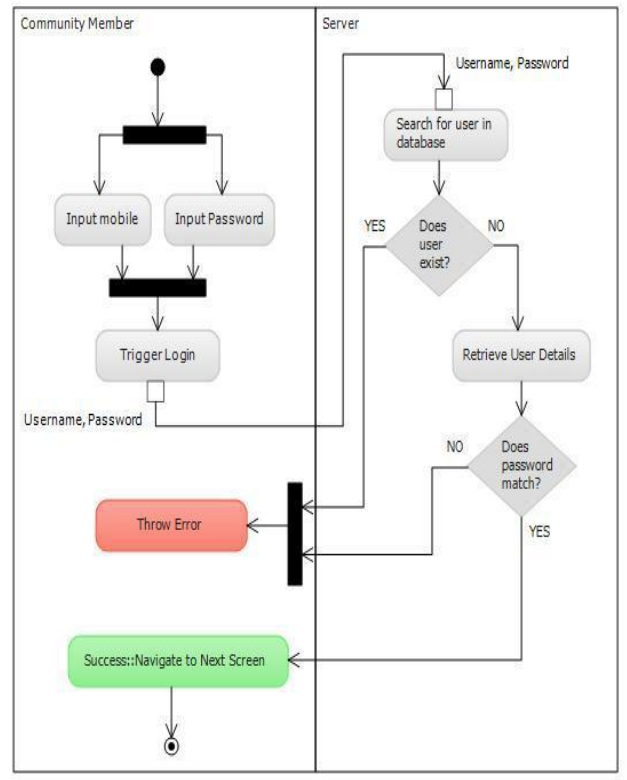 Community Member
Server
Username, Password
Search for user in
database
Input mobile
Input Password
YES
Does
user
exist?
NO
Trigger Login
Retrieve User Details
Username, Password
NO
Does
password
match?
Throw Error
YES
Success::Navigate to Next Screen